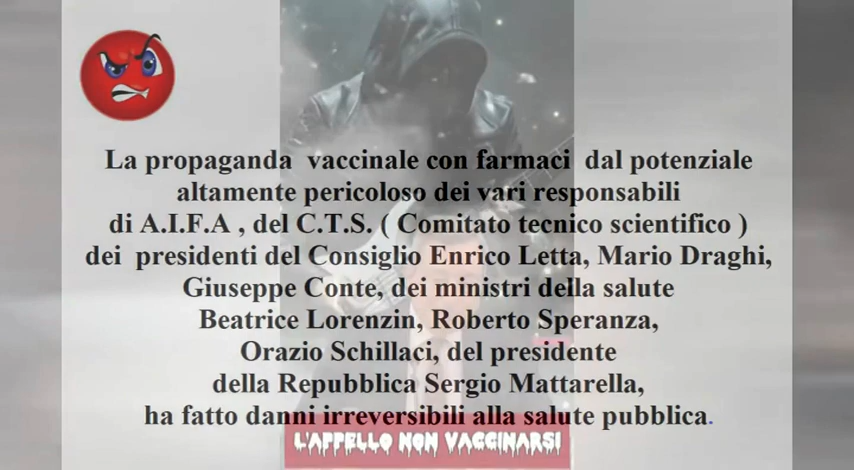 La propaganda vaccinale con farmaci dal potenziale
altamente pericoloso dei vari responsabili
di A.I.F.A , del C.T.S. ( Comitato tecnico scientifico )
dei presidenti del Consiglio Enrico Letta, Mario Draghi,
Giuseppe Conte, dei ministri della salute
Beatrice Lorenzin, Roberto Speranza,
Orazio Schillaci, del presidente
della Repubblica Sergio Mattarella,
ha fatto danni irreversibili alla salute pubblica.
L'APPELLO NON VACCINARSI